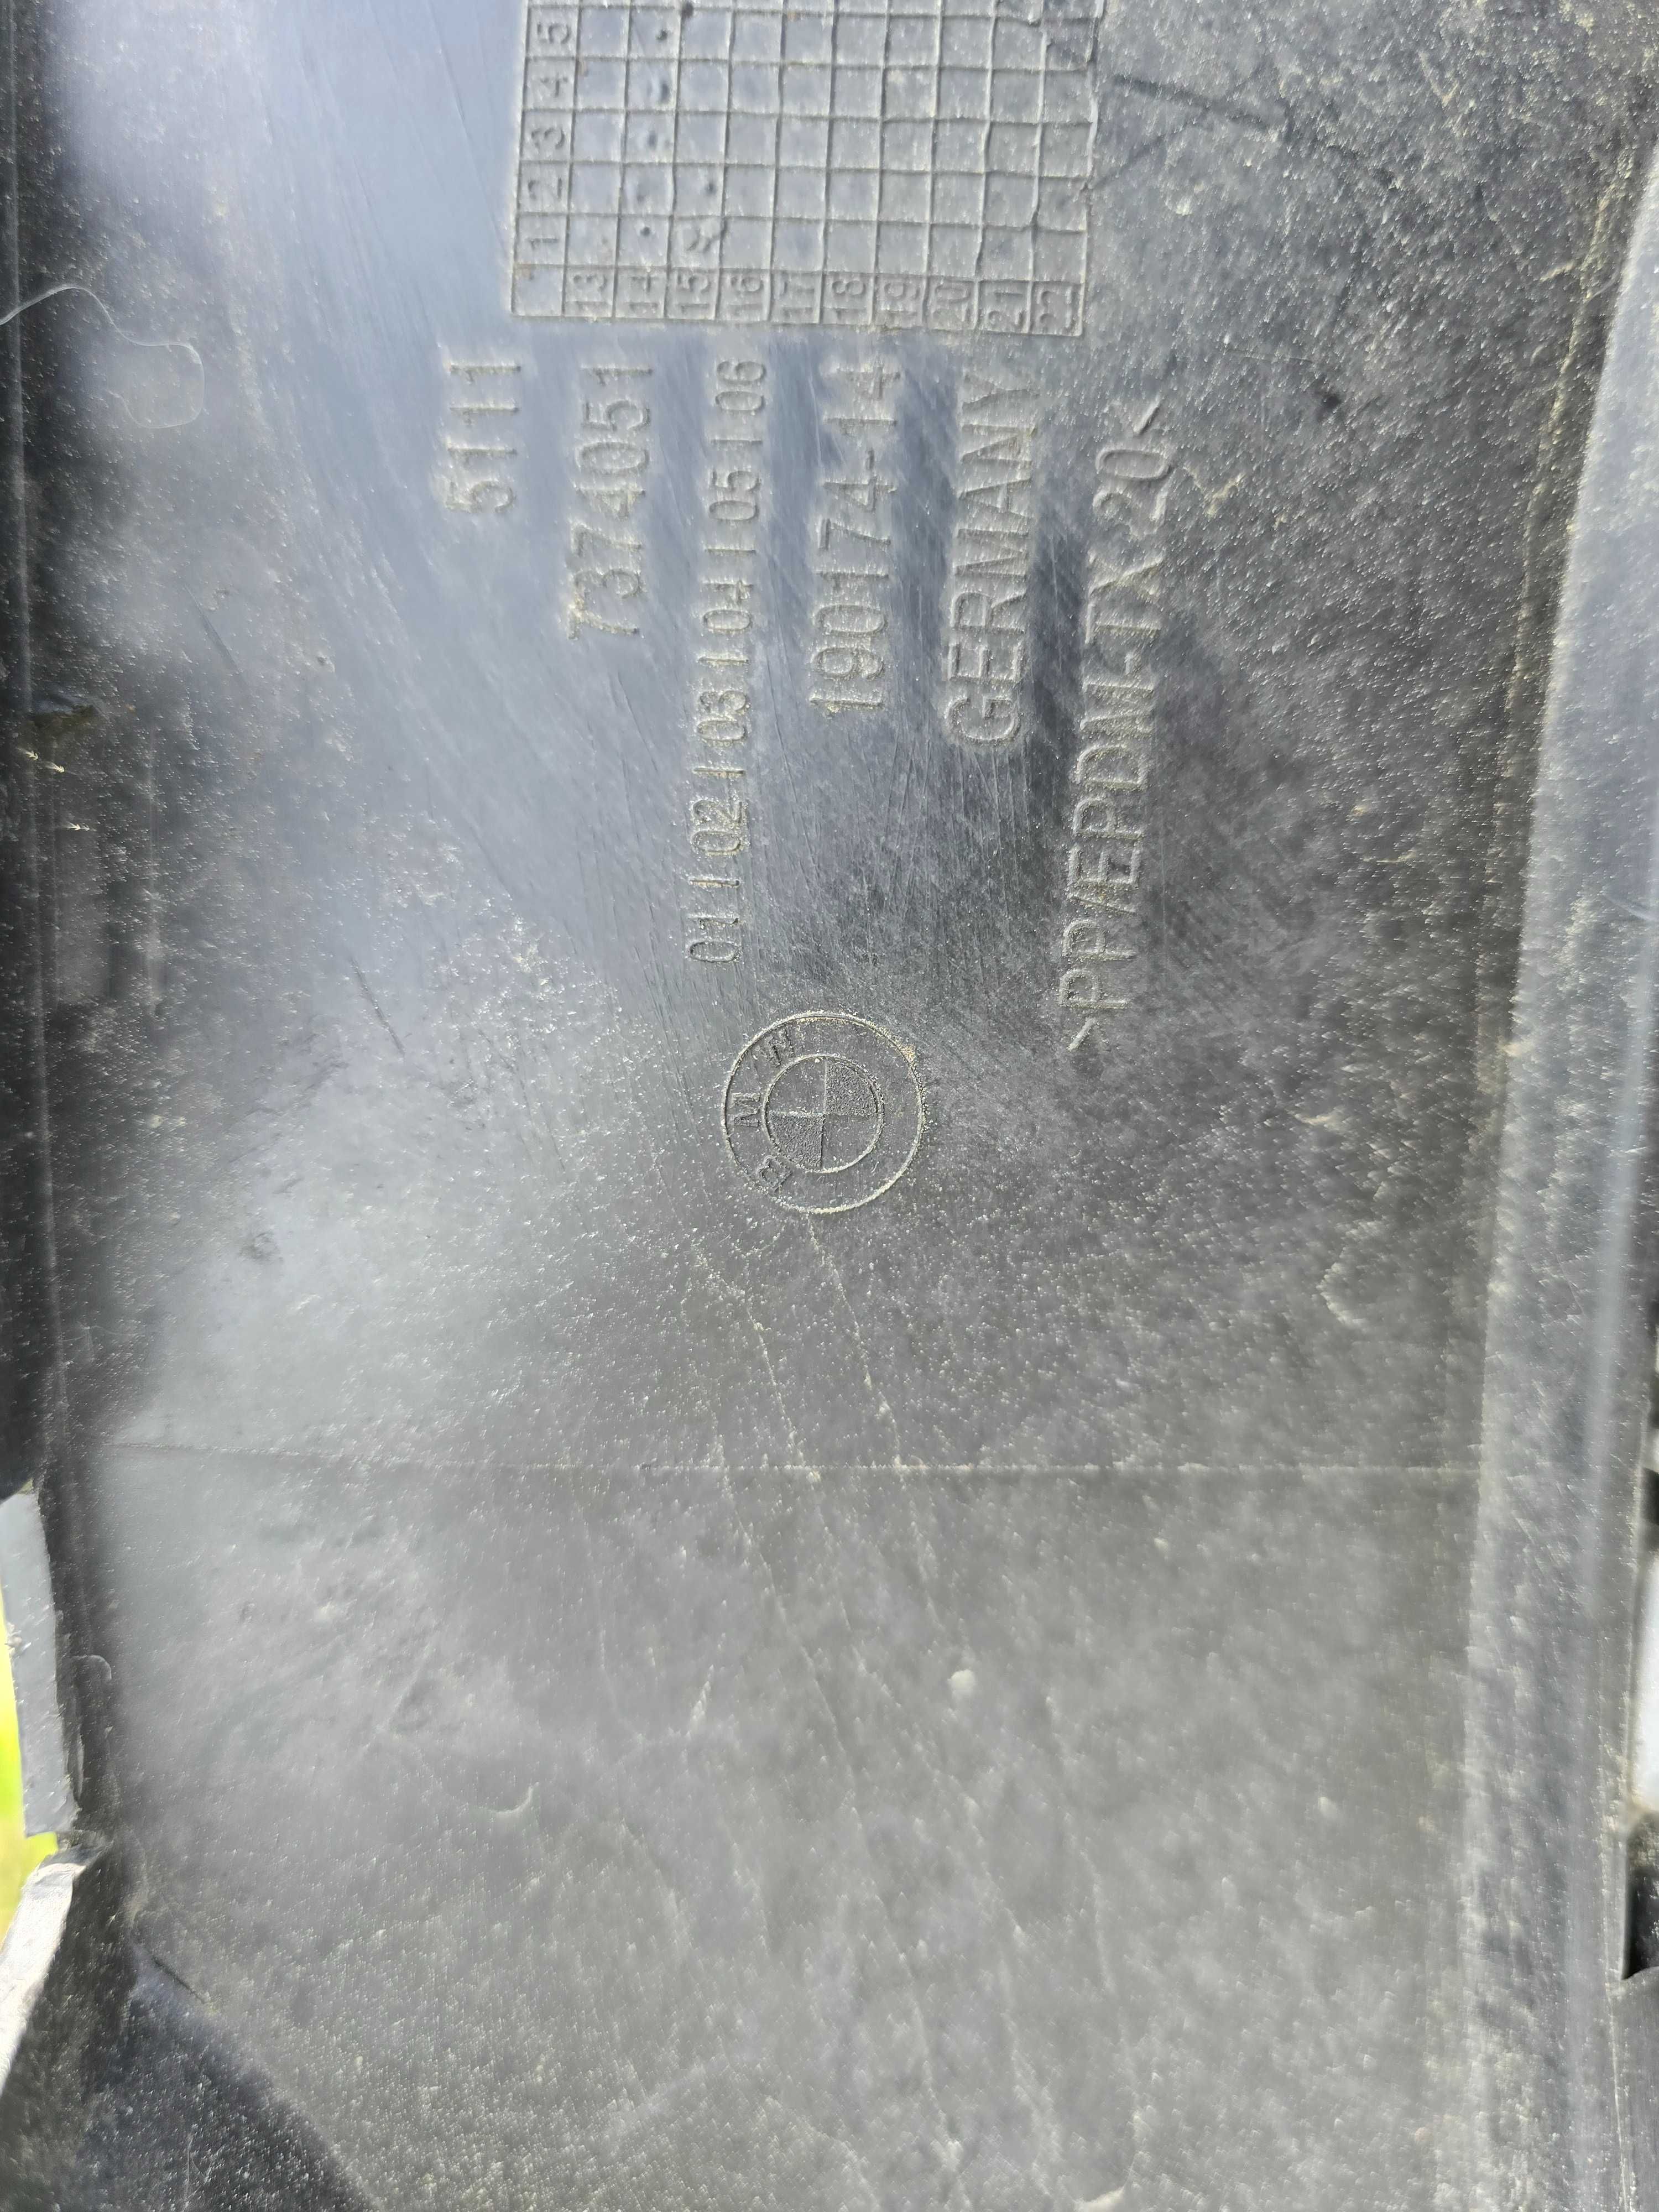 5111
7374051
01 | 02 | 03 | 04 | 05 | 06
190174-14
GERMANY
>PP/EPDM-TX 20<
BMW
1 2 3 4 5
13
14
15
16
17
18
19
20
21
22